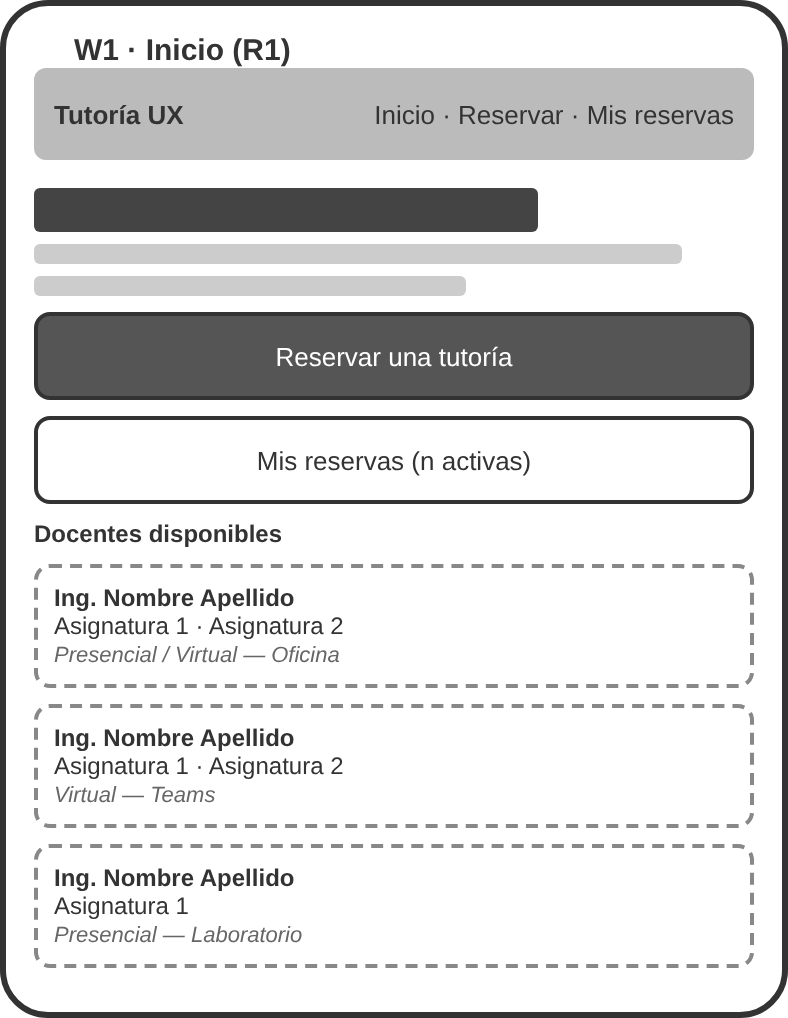 W1 · Inicio (R1)
Tutoría UX
Inicio · Reservar · Mis reservas
Reservar una tutoría
Mis reservas (n activas)
Docentes disponibles
Ing. Nombre Apellido
Asignatura 1 · Asignatura 2
Presencial / Virtual — Oficina
Ing. Nombre Apellido
Asignatura 1 · Asignatura 2
Virtual — Teams
Ing. Nombre Apellido
Asignatura 1
Presencial — Laboratorio